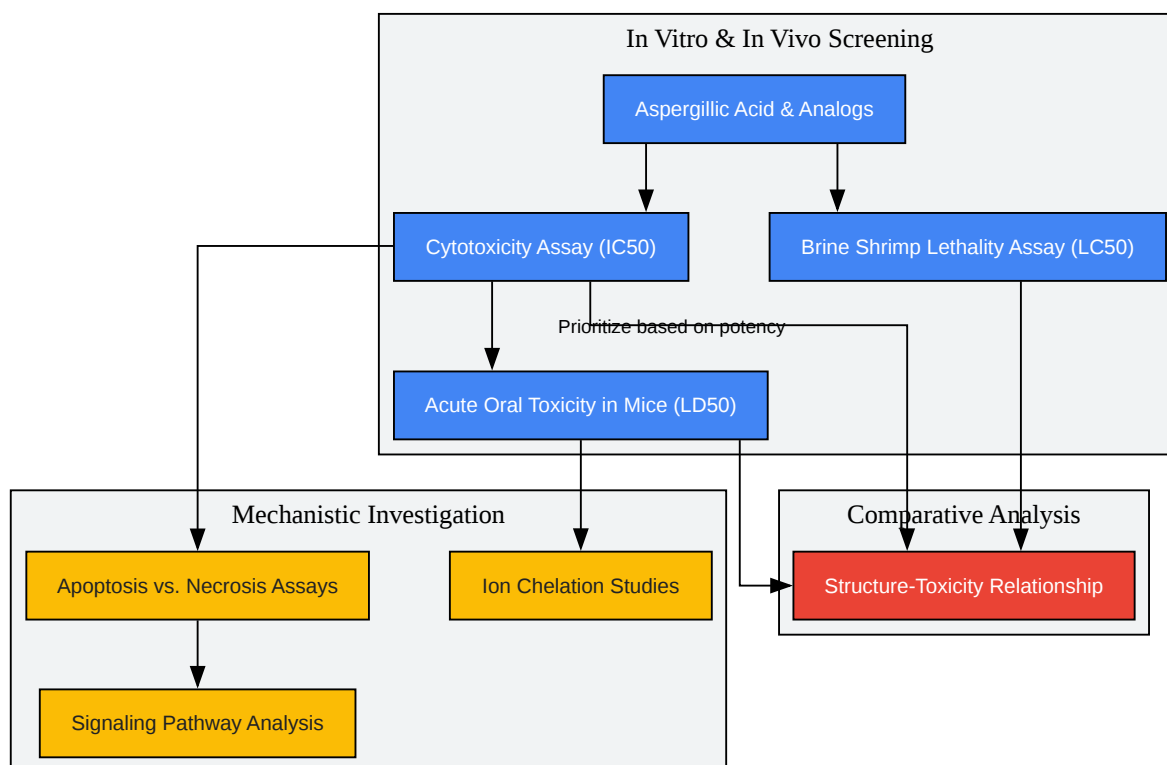 In Vitro & In Vivo Screening
Aspergillic Acid & Analogs
Cytotoxicity Assay (IC50)
Brine Shrimp Lethality Assay (LC50)
Prioritize based on potency
Acute Oral Toxicity in Mice (LD50)
Mechanistic Investigation
Comparative Analysis
Apoptosis vs. Necrosis Assays
Ion Chelation Studies
Structure-Toxicity Relationship
Signaling Pathway Analysis